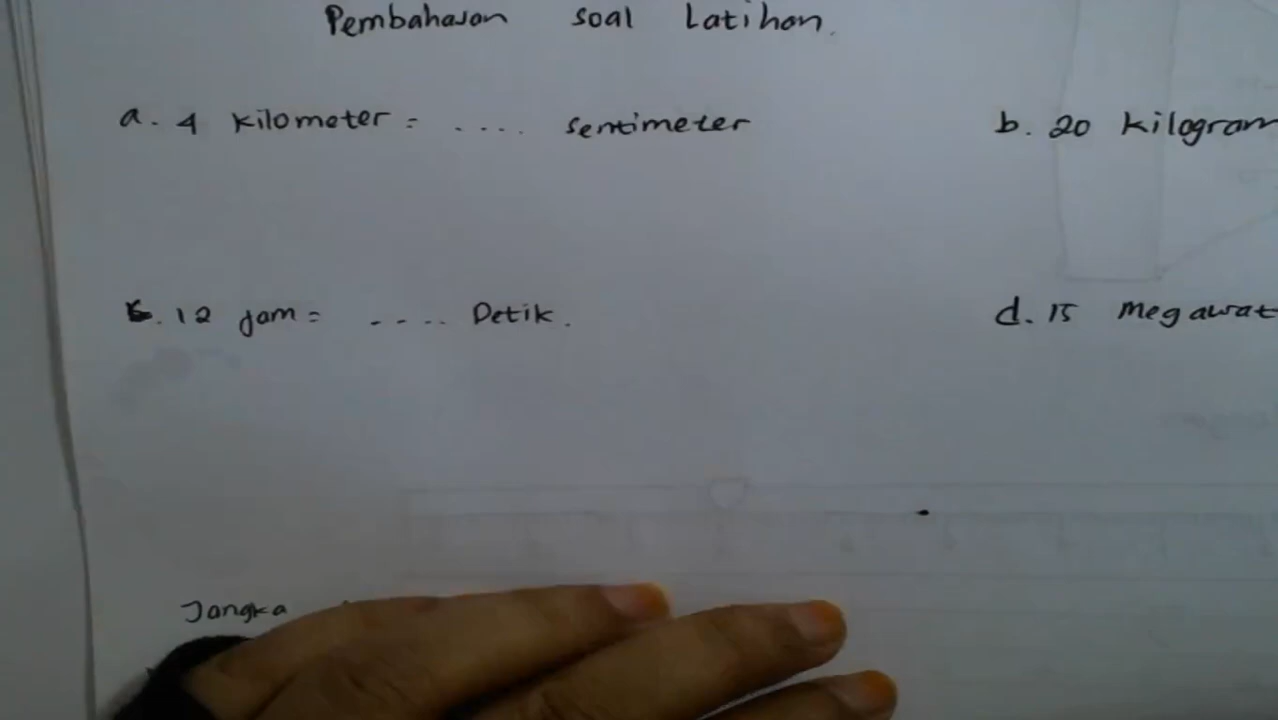 Pembahasan soal Latihan.
a. 4 kilometer = .... sentimeter
b. 20 kilogram
c. 12 jam = .... Detik.
d. 15 megawat
Jangka